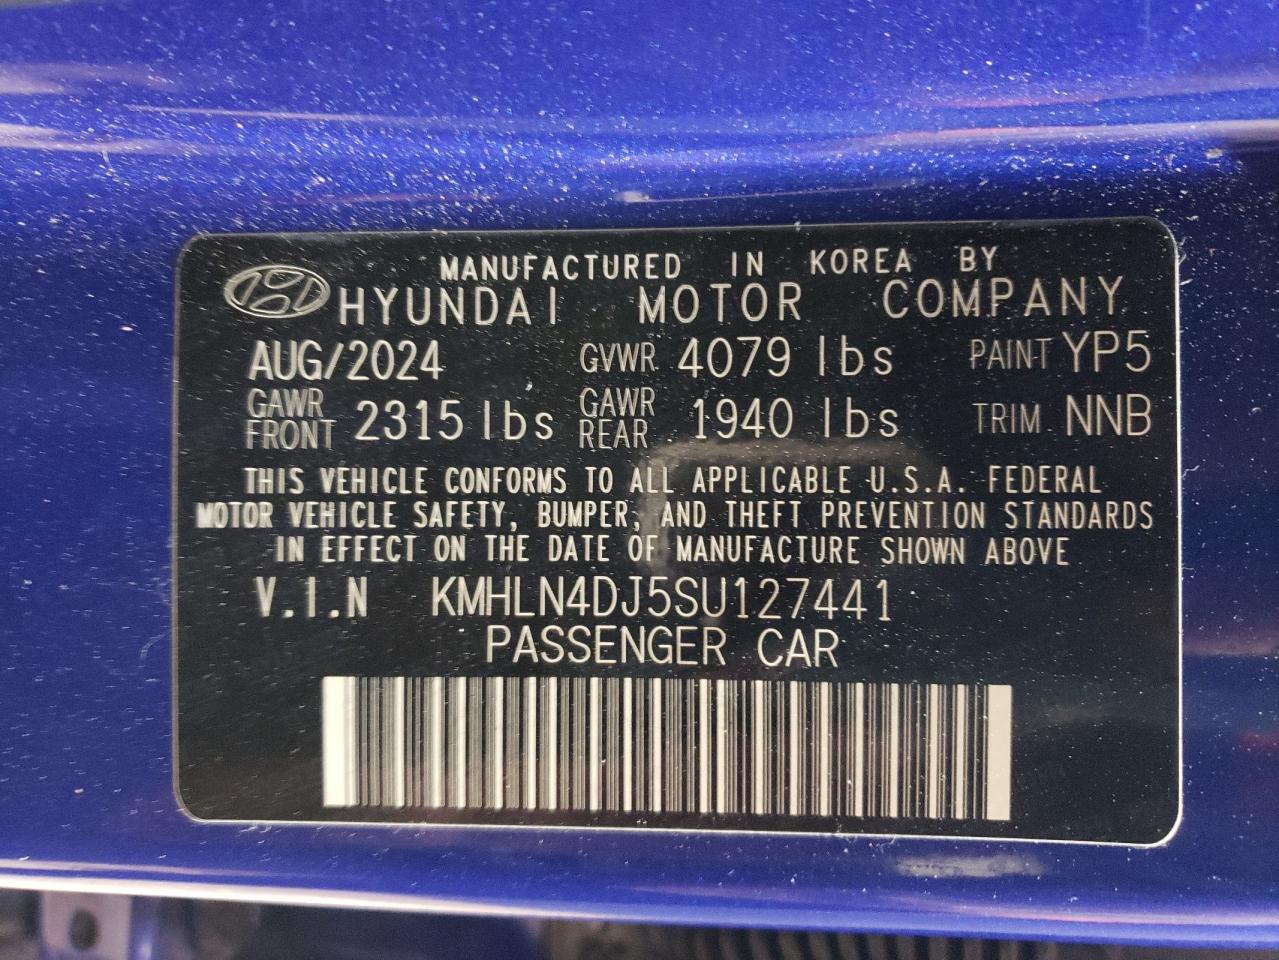 MANUFACTURED IN KOREA BY
HYUNDAI MOTOR COMPANY
AUG/2024 GVWR 4079 lbs PAINT YP5
GAWR FRONT 2315 lbs GAWR REAR 1940 lbs TRIM NNB
THIS VEHICLE CONFORMS TO ALL APPLICABLE U.S.A. FEDERAL
MOTOR VEHICLE SAFETY, BUMPER, AND THEFT PREVENTION STANDARDS
IN EFFECT ON THE DATE OF MANUFACTURE SHOWN ABOVE
V.I.N KMHLN4DJ5SU127441
PASSENGER CAR